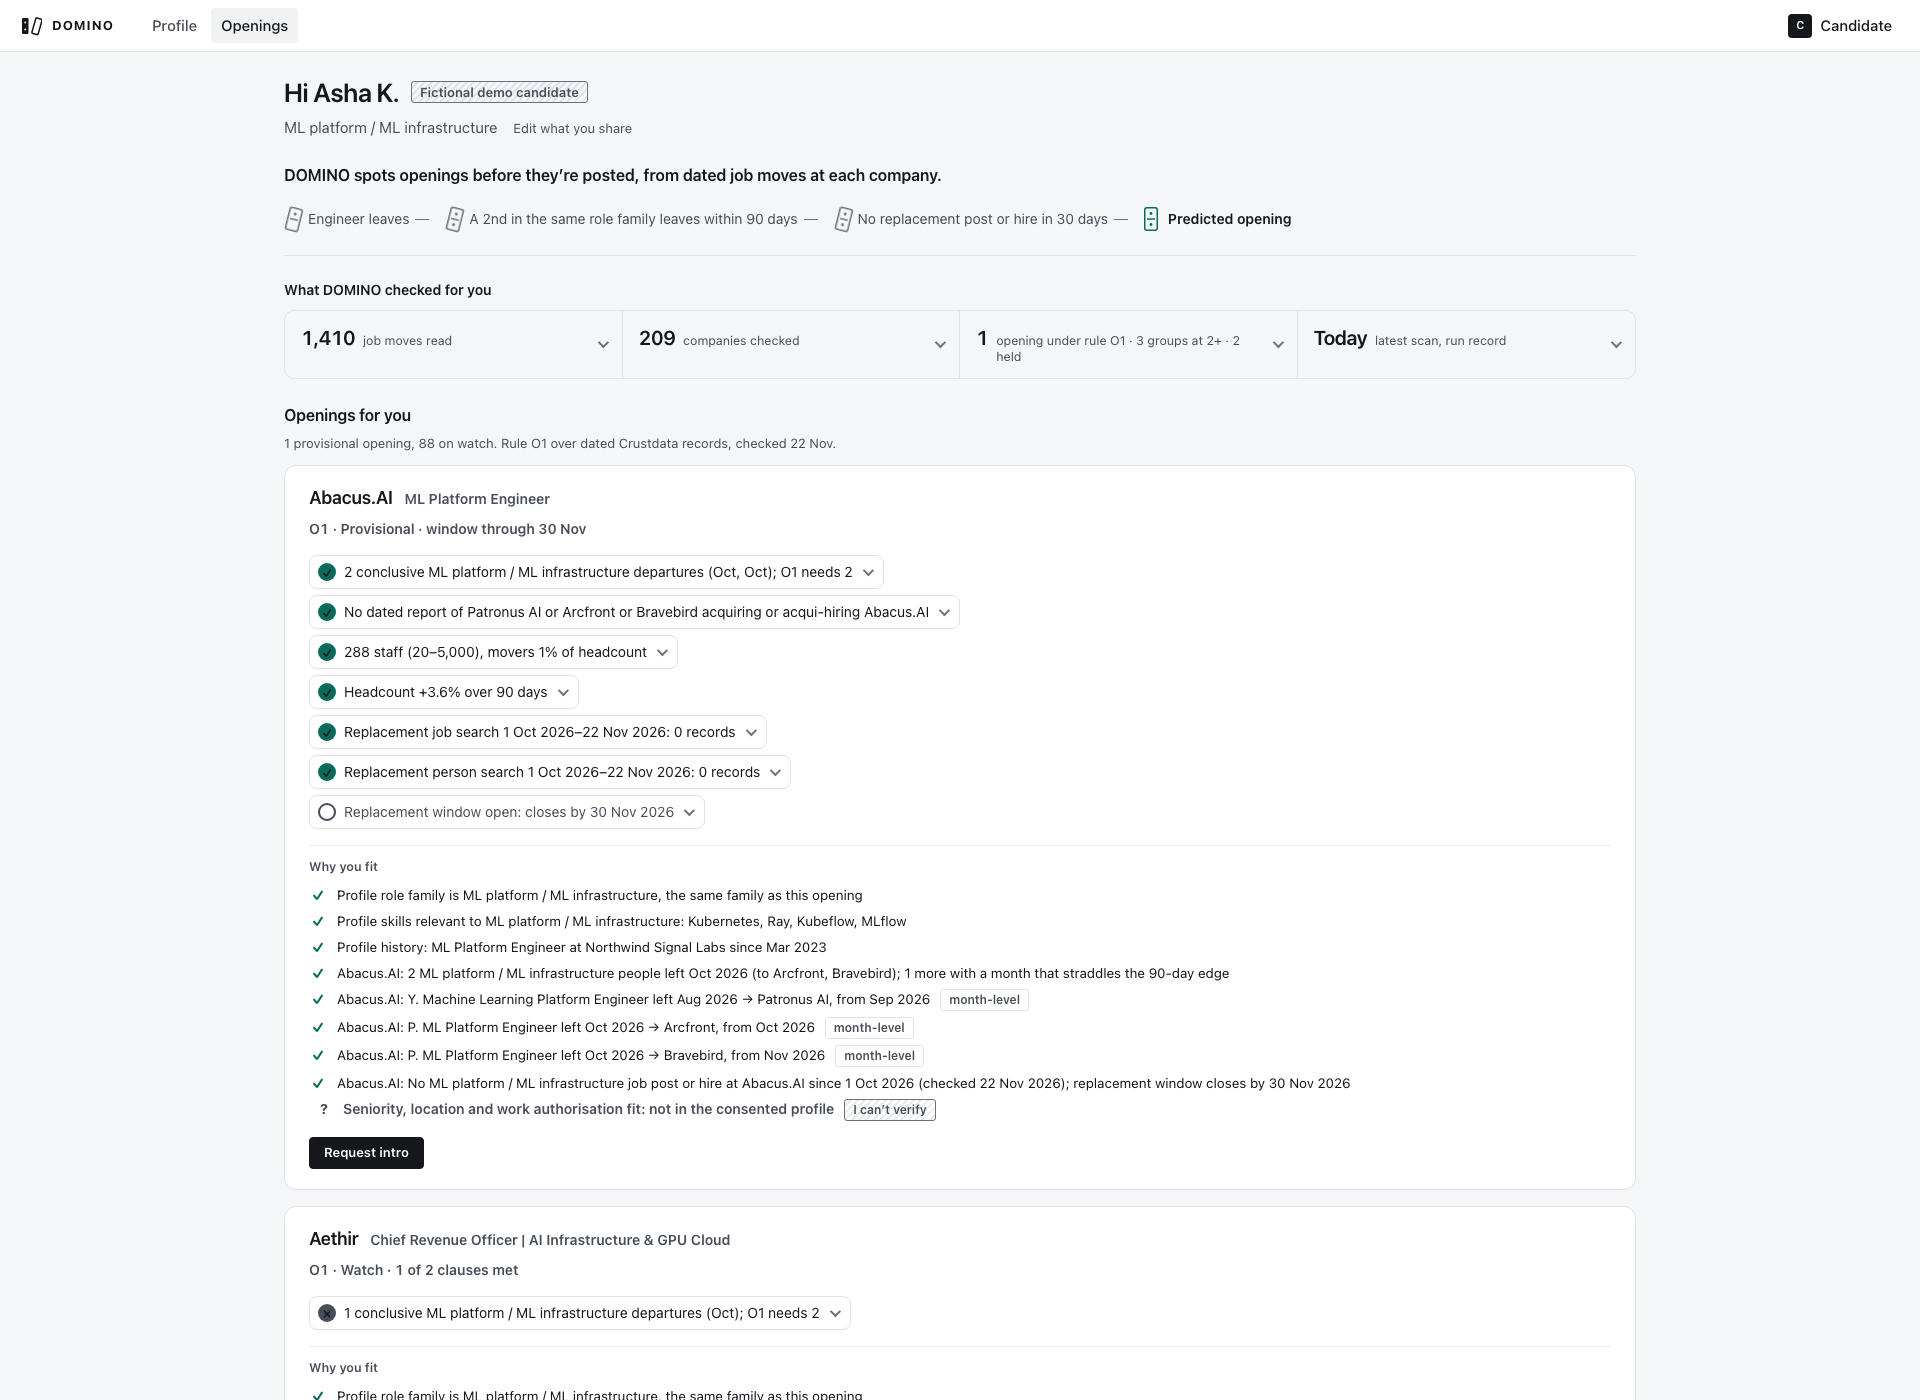 DOMINO Profile Openings C Candidate
Hi Asha K. Fictional demo candidate
ML platform / ML infrastructure Edit what you share
DOMINO spots openings before they’re posted, from dated job moves at each company.
Engineer leaves — A 2nd in the same role family leaves within 90 days — No replacement post or hire in 30 days — Predicted opening
What DOMINO checked for you
1,410 job moves read
209 companies checked
1 opening under rule O1 · 3 groups at 2+ · 2
held
Today latest scan, run record
Openings for you
1 provisional opening, 88 on watch. Rule O1 over dated Crustdata records, checked 22 Nov.
Abacus.AI ML Platform Engineer
O1 · Provisional · window through 30 Nov
2 conclusive ML platform / ML infrastructure departures (Oct, Oct); O1 needs 2
No dated report of Patronus AI or Arcfront or Bravebird acquiring or acqui-hiring Abacus.AI
288 staff (20–5,000), movers 1% of headcount
Headcount +3.6% over 90 days
Replacement job search 1 Oct 2026–22 Nov 2026: 0 records
Replacement person search 1 Oct 2026–22 Nov 2026: 0 records
Replacement window open: closes by 30 Nov 2026
Why you fit
Profile role family is ML platform / ML infrastructure, the same family as this opening
Profile skills relevant to ML platform / ML infrastructure: Kubernetes, Ray, Kubeflow, MLflow
Profile history: ML Platform Engineer at Northwind Signal Labs since Mar 2023
Abacus.AI: 2 ML platform / ML infrastructure people left Oct 2026 (to Arcfront, Bravebird); 1 more with a month that straddles the 90-day edge
Abacus.AI: Y. Machine Learning Platform Engineer left Aug 2026 → Patronus AI, from Sep 2026 month-level
Abacus.AI: P. ML Platform Engineer left Oct 2026 → Arcfront, from Oct 2026 month-level
Abacus.AI: P. ML Platform Engineer left Oct 2026 → Bravebird, from Nov 2026 month-level
Abacus.AI: No ML platform / ML infrastructure job post or hire at Abacus.AI since 1 Oct 2026 (checked 22 Nov 2026); replacement window closes by 30 Nov 2026
? Seniority, location and work authorisation fit: not in the consented profile I can’t verify
Request intro
Aethir Chief Revenue Officer | AI Infrastructure & GPU Cloud
O1 · Watch · 1 of 2 clauses met
1 conclusive ML platform / ML infrastructure departures (Oct); O1 needs 2
Why you fit
Profile role family is ML platform / ML infrastructure, the same family as this opening